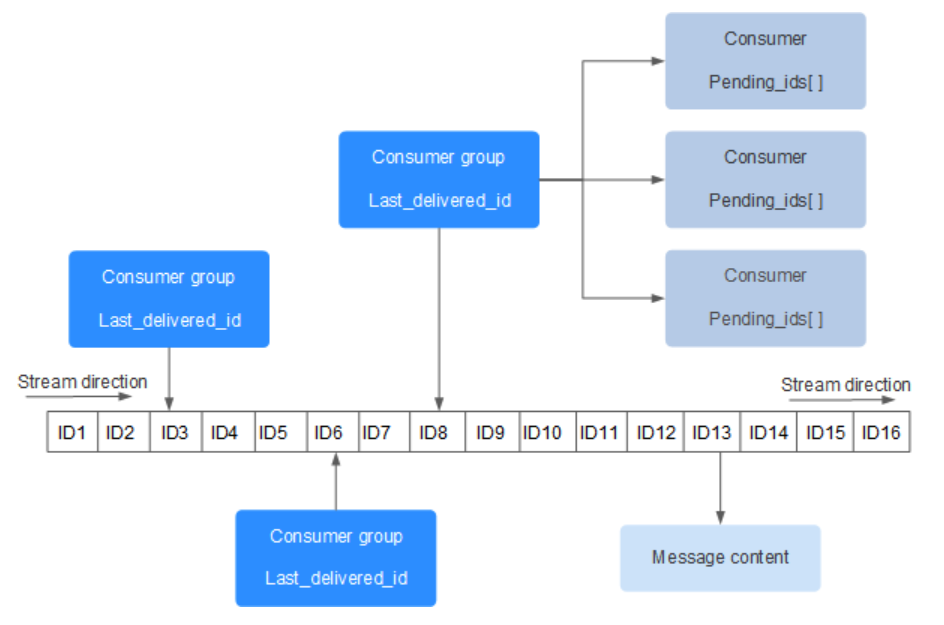 Consumer
Pending_ids[ ]
Consumer group
Last_delivered_id
Consumer
Pending_ids[ ]
Consumer group
Last_delivered_id
Consumer
Pending_ids[ ]
Stream direction
Stream direction
ID1 ID2 ID3 ID4 ID5 ID6 ID7 ID8 ID9 ID10 ID11 ID12 ID13 ID14 ID15 ID16
Consumer group
Last_delivered_id
Message content